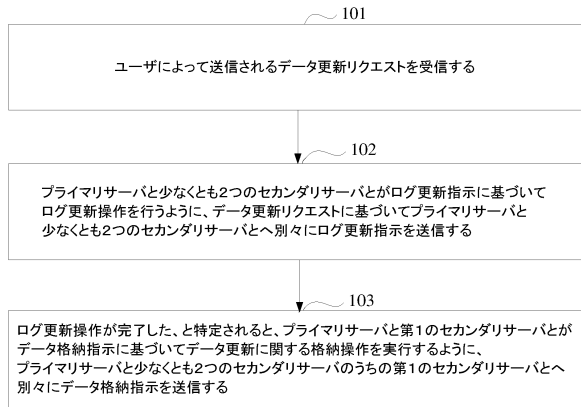 101
ユーザによって送信されるデータ更新リクエストを受信する
102
プライマリサーバと少なくとも2つのセカンダリサーバとがログ更新指示に基づいて
ログ更新操作を行うように、データ更新リクエストに基づいてプライマリサーバと
少なくとも2つのセカンダリサーバとへ別々にログ更新指示を送信する
103
ログ更新操作が完了した、と特定されると、プライマリサーバと第1のセカンダリサーバとが
データ格納指示に基づいてデータ更新に関する格納操作を実行するように、
プライマリサーバと少なくとも2つのセカンダリサーバのうちの第1のセカンダリサーバとへ
別々にデータ格納指示を送信する